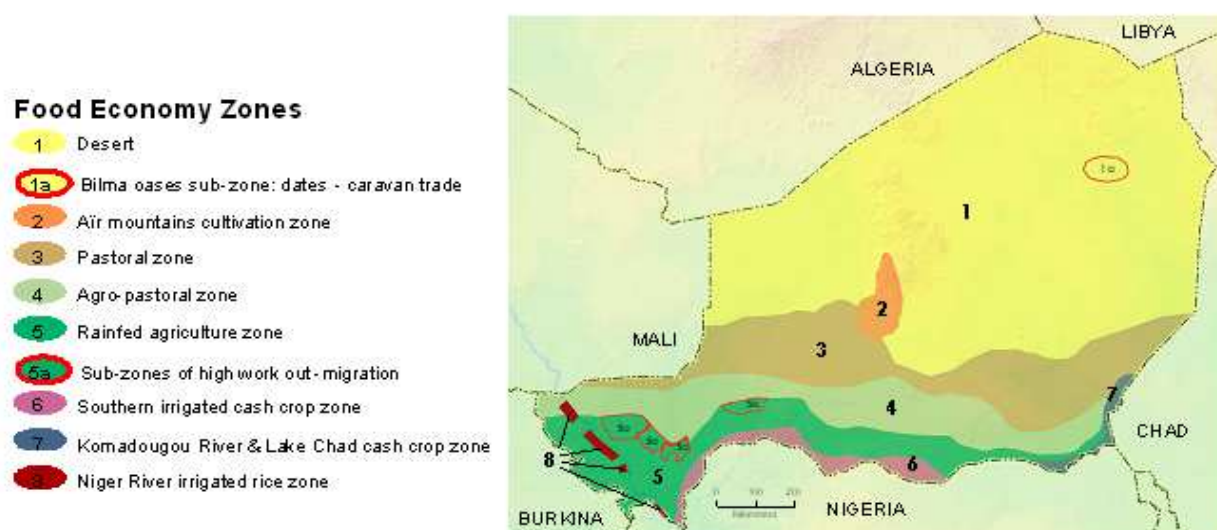 Food Economy Zones
1 Desert
1a Bilma oases sub-zone: dates - caravan trade
2 Aïr mountains cultivation zone
3 Pastoral zone
4 Agro-pastoral zone
5 Rainfed agriculture zone
5a Sub-zones of high work out-migration
6 Southern irrigated cash crop zone
7 Komadougou River & Lake Chad cash crop zone
8 Niger River irrigated rice zone
LIBYA
ALGERIA
1a
1
2
MALI
3
7
4
CHAD
8
5
6
0 100 200
NIGERIA
BURKINA